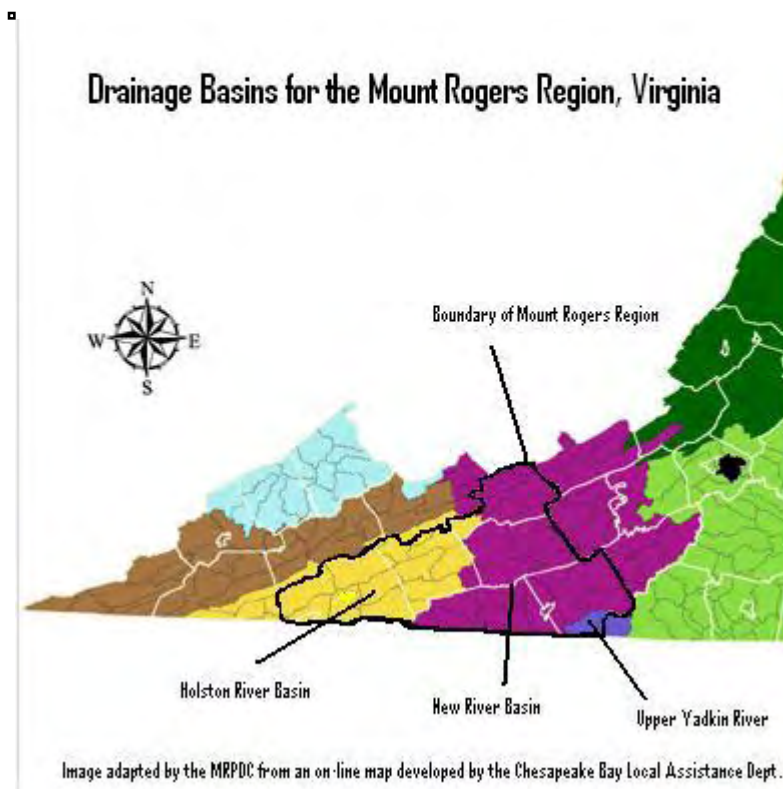 Drainage Basins for the Mount Rogers Region, Virginia
N
W E
S
Boundary of Mount Rogers Region
Holston River Basin
New River Basin
Upper Yadkin River
Image adapted by the MRPDC from an on-line map developed by the Chesapeake Bay Local Assistance Dept.